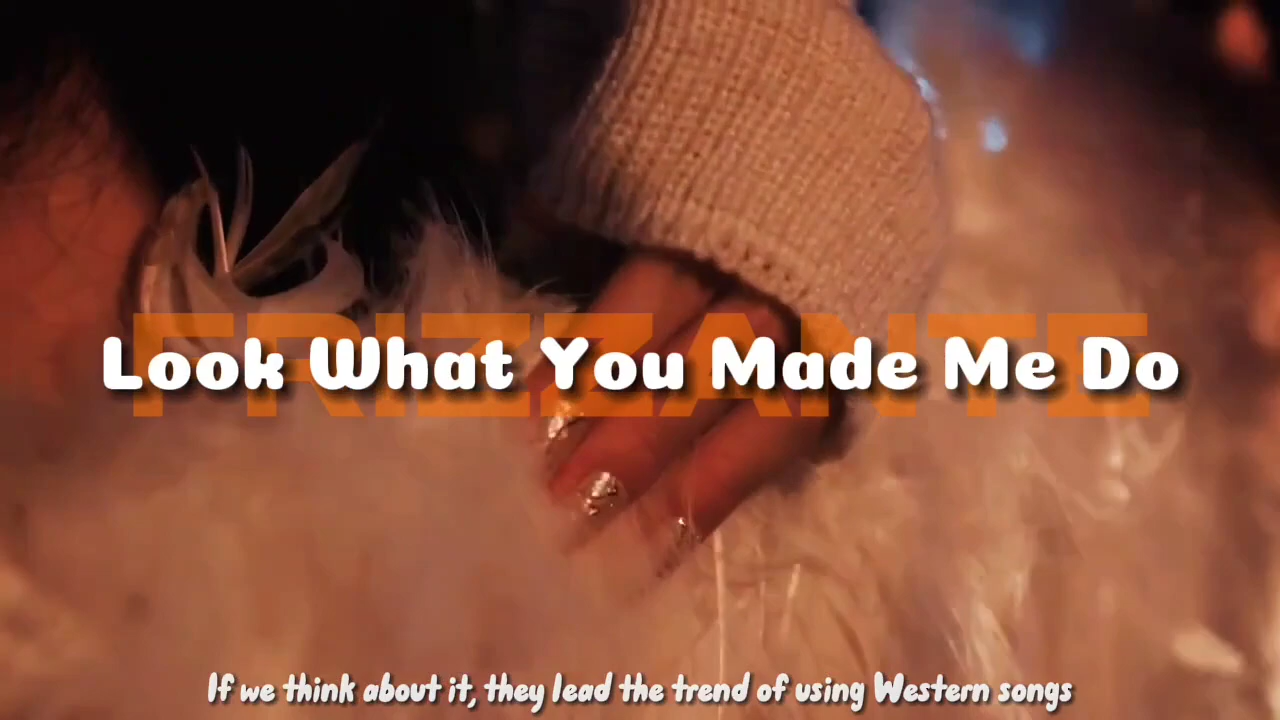 FRIZZANTE
Look What You Made Me Do
If we think about it, they lead the trend of using Western songs